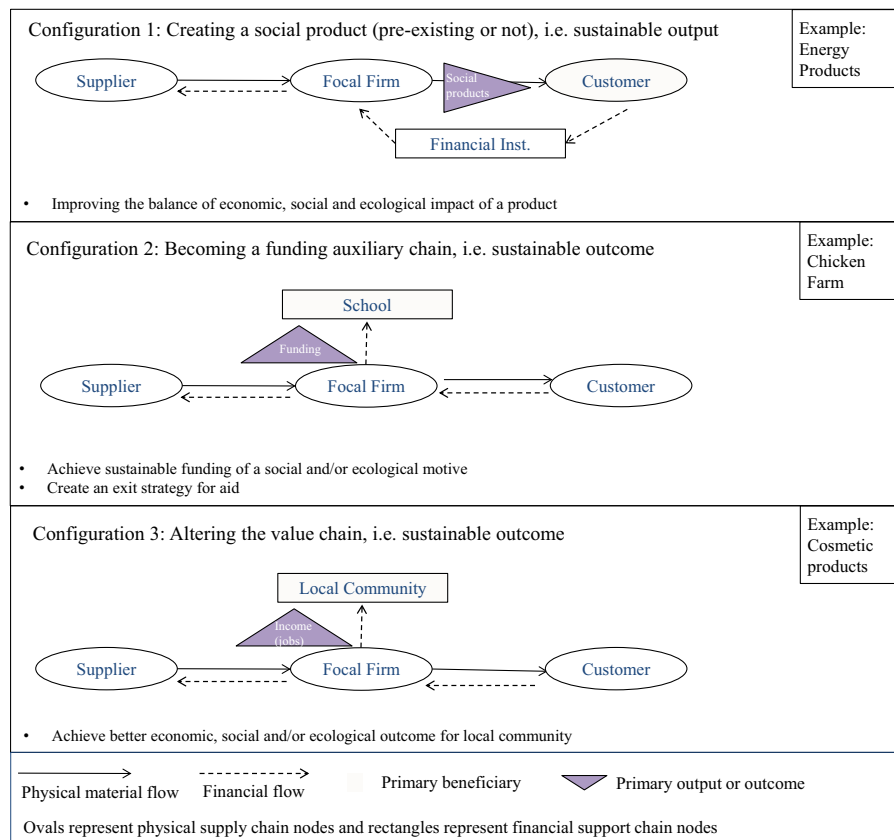 Configuration 1: Creating a social product (pre-existing or not), i.e. sustainable output
Example:
Energy
Products
Supplier
Focal Firm
Social
products
Customer
Financial Inst.
• Improving the balance of economic, social and ecological impact of a product
Configuration 2: Becoming a funding auxiliary chain, i.e. sustainable outcome
Example:
Chicken
Farm
School
Funding
Supplier
Focal Firm
Customer
• Achieve sustainable funding of a social and/or ecological motive
• Create an exit strategy for aid
Configuration 3: Altering the value chain, i.e. sustainable outcome
Example:
Cosmetic
products
Local Community
Income
(jobs)
Supplier
Focal Firm
Customer
• Achieve better economic, social and/or ecological outcome for local community
Physical material flow
Financial flow
Primary beneficiary
Primary output or outcome
Ovals represent physical supply chain nodes and rectangles represent financial support chain nodes